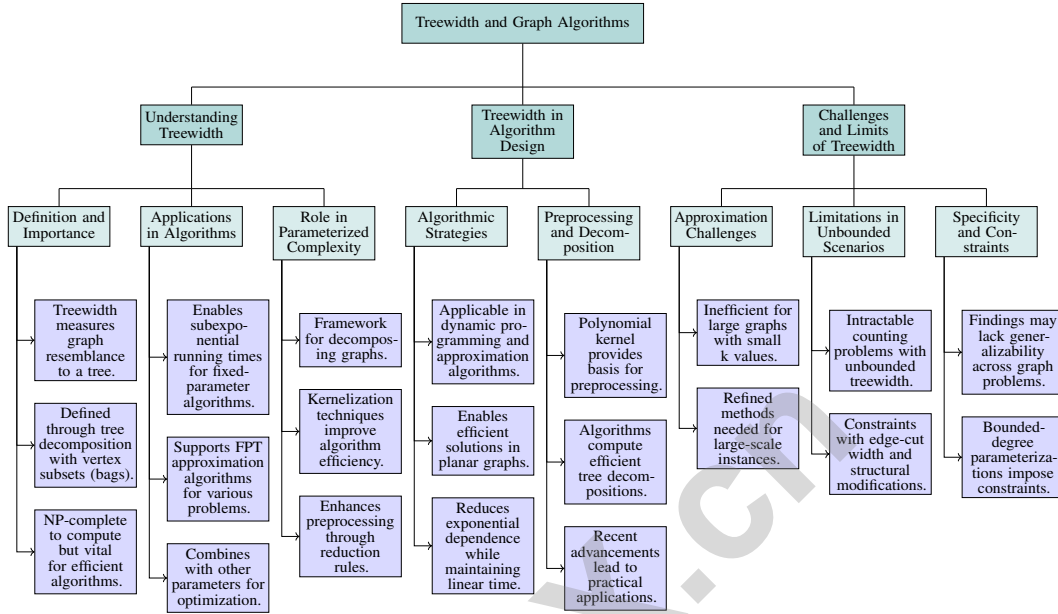 Treewidth and Graph Algorithms
Understanding
Treewidth
Treewidth in
Algorithm
Design
Challenges
and Limits
of Treewidth
Definition and
Importance
Applications
in Algorithms
Role in
Parameterized
Complexity
Algorithmic
Strategies
Preprocessing
and Decomp-
osition
Approximation
Challenges
Limitations in
Unbounded
Scenarios
Specificity
and Con-
straints
Treewidth
measures
graph
resemblance
to a tree.
Defined
through tree
decomposition
with vertex
subsets (bags).
NP-complete
to compute
but vital
for efficient
algorithms.
Enables
subexpo-
nential
running times
for fixed-
parameter
algorithms.
Supports FPT
approximation
algorithms
for various
problems.
Combines
with other
parameters for
optimization.
Framework
for decompos-
ing graphs.
Kernelization
techniques
improve
algorithm
efficiency.
Enhances
preprocessing
through
reduction
rules.
Applicable in
dynamic pro-
gramming and
approximation
algorithms.
Enables
efficient
solutions in
planar graphs.
Reduces
exponential
dependence
while
maintaining
linear time.
Polynomial
kernel
provides
basis for
preprocessing.
Algorithms
compute
efficient
tree decom-
positions.
Recent
advancements
lead to
practical
applications.
Inefficient for
large graphs
with small
k values.
Refined
methods
needed for
large-scale
instances.
Intractable
counting
problems with
unbounded
treewidth.
Constraints
with edge-cut
width and
structural
modifications.
Findings may
lack gener-
alizability
across graph
problems.
Bounded-
degree
parameteriz-
ations impose
constraints.